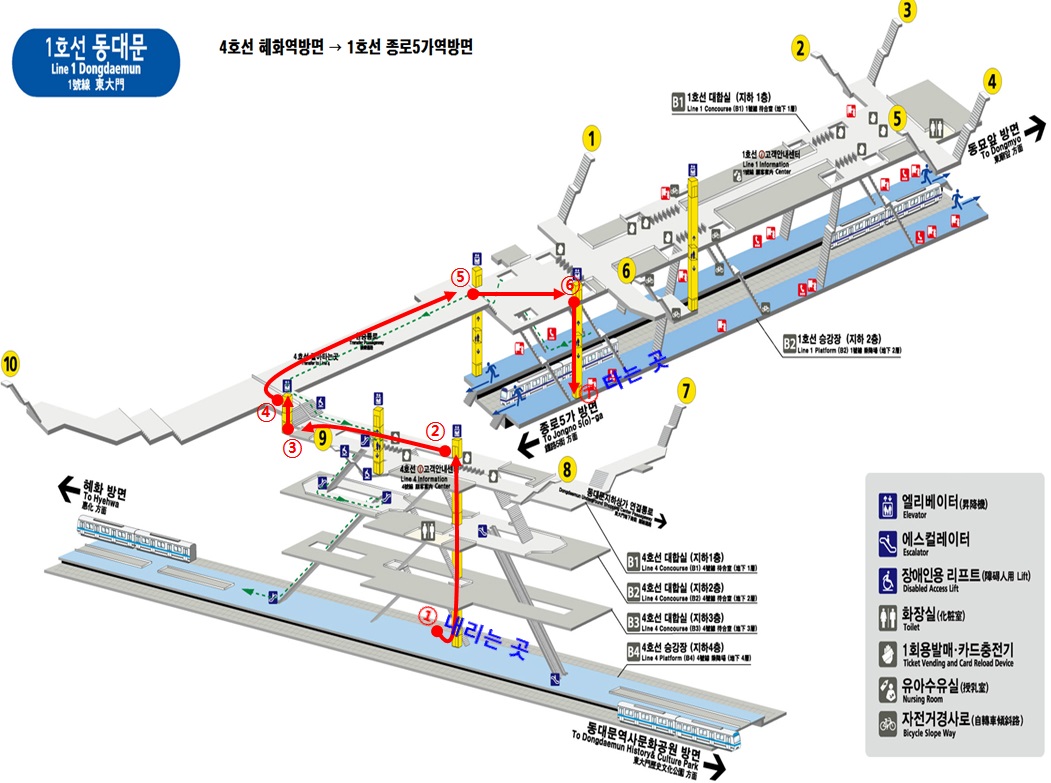 1호선 동대문
Line 1 Dongdaemun
1號線 東大門
4호선 혜화역방면 → 1호선 종로5가역방면
3
2
4
B1 1호선 대합실 (지하 1층)
Line 1 Concourse (B1) 1號線 待合室 (地下 1層)
5
동묘앞 방면
To Dongmyo
東廟앞 方面
1
1호선 고객안내센터
Line 1 Information
1號線 顧客案內 Center
6
⑤
⑥
B2 1호선 승강장 (지하 2층)
Line 1 Platform (B2) 1號線 乘降場 (地下 2層)
Transfer Passageway
4호선 갈아타는곳
Transfer to Line 4
10
⑦ 타는 곳
종로5가 방면
To Jongno 5(o)-ga
鐘路5街 方面
7
④
③
9
②
8
4호선 고객안내센터
Line 4 Information
4號線 顧客案內 Center
동대문지하상가 연결통로
혜화 방면
To Hyehwa
惠化 方面
① 내리는 곳
B1 4호선 대합실 (지하1층)
Line 4 Concourse (B1) 4號線 待合室 (地下 1層)
B2 4호선 대합실 (지하2층)
Line 4 Concourse (B2) 4號線 待合室 (地下 2層)
B3 4호선 대합실 (지하3층)
Line 4 Concourse (B3) 4號線 待合室 (地下 3層)
B4 4호선 승강장 (지하4층)
Line 4 Platform (B4) 4號線 乘降場 (地下 4層)
동대문역사문화공원 방면
To Dongdaemun History& Culture Park
東大門歷史文化公園 方面
엘리베이터(昇降機)
Elevator
에스컬레이터
Escalator
장애인용 리프트(障碍人用 Lift)
Disabled Access Lift
화장실(化粧室)
Toilet
1회용발매·카드충전기
Ticket Vending and Card Reload Device
유아수유실(授乳室)
Nursing Room
자전거경사로(自轉車傾斜路)
Bicycle Slope Way